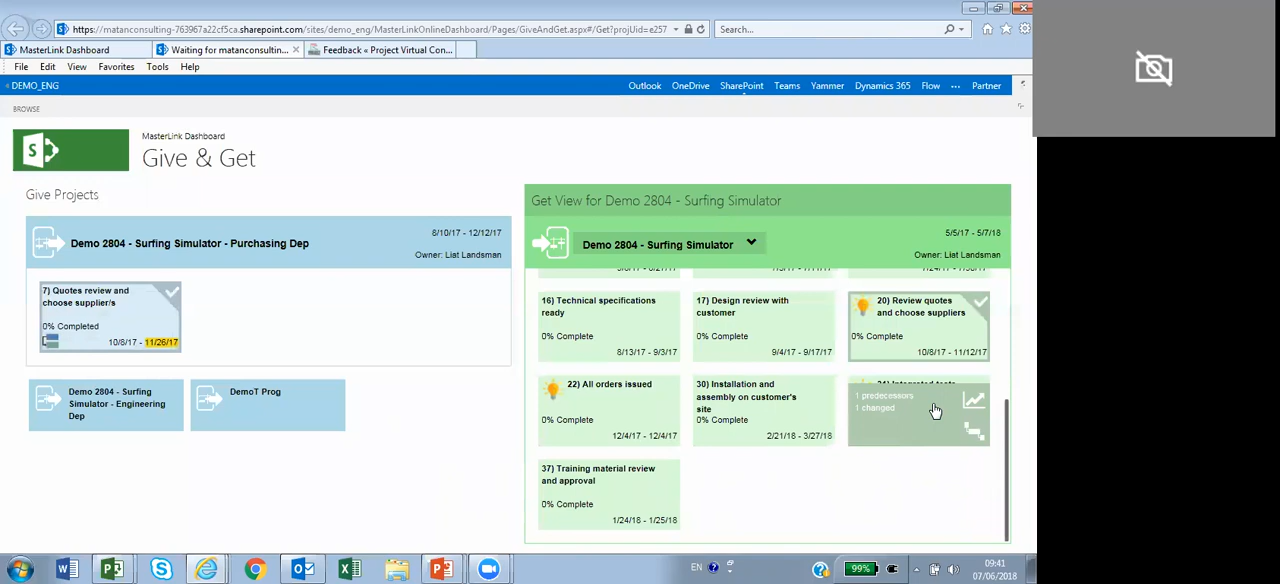 https://matanconsulting-763967a22cf5ca.sharepoint.com/sites/demo_eng/MasterLinkOnlineDashboard/Pages/GiveAndGet.aspx#/Get?projUid=e257
Search...
MasterLink Dashboard
Waiting for matanconsulting...
Feedback « Project Virtual Con...
File Edit View Favorites Tools Help
DEMO_ENG
Outlook OneDrive SharePoint Teams Yammer Dynamics 365 Flow ... Partner
BROWSE
S
MasterLink Dashboard
Give & Get
Give Projects
Demo 2804 - Surfing Simulator - Purchasing Dep
8/10/17 - 12/12/17
Owner: Liat Landsman
7) Quotes review and
choose supplier/s
0% Completed
10/8/17 - 11/26/17
Demo 2804 - Surfing
Simulator - Engineering
Dep
DemoT Prog
Get View for Demo 2804 - Surfing Simulator
Demo 2804 - Surfing Simulator
5/5/17 - 5/7/18
Owner: Liat Landsman
16) Technical specifications
ready
0% Complete
8/13/17 - 9/3/17
17) Design review with
customer
0% Complete
9/4/17 - 9/17/17
20) Review quotes
and choose suppliers
0% Complete
10/8/17 - 11/12/17
22) All orders issued
0% Complete
12/4/17 - 12/4/17
30) Installation and
assembly on customer's
site
0% Complete
2/21/18 - 3/27/18
1 predecessors
1 changed
37) Training material review
and approval
0% Complete
1/24/18 - 1/25/18
EN
99%
09:41
07/06/2018